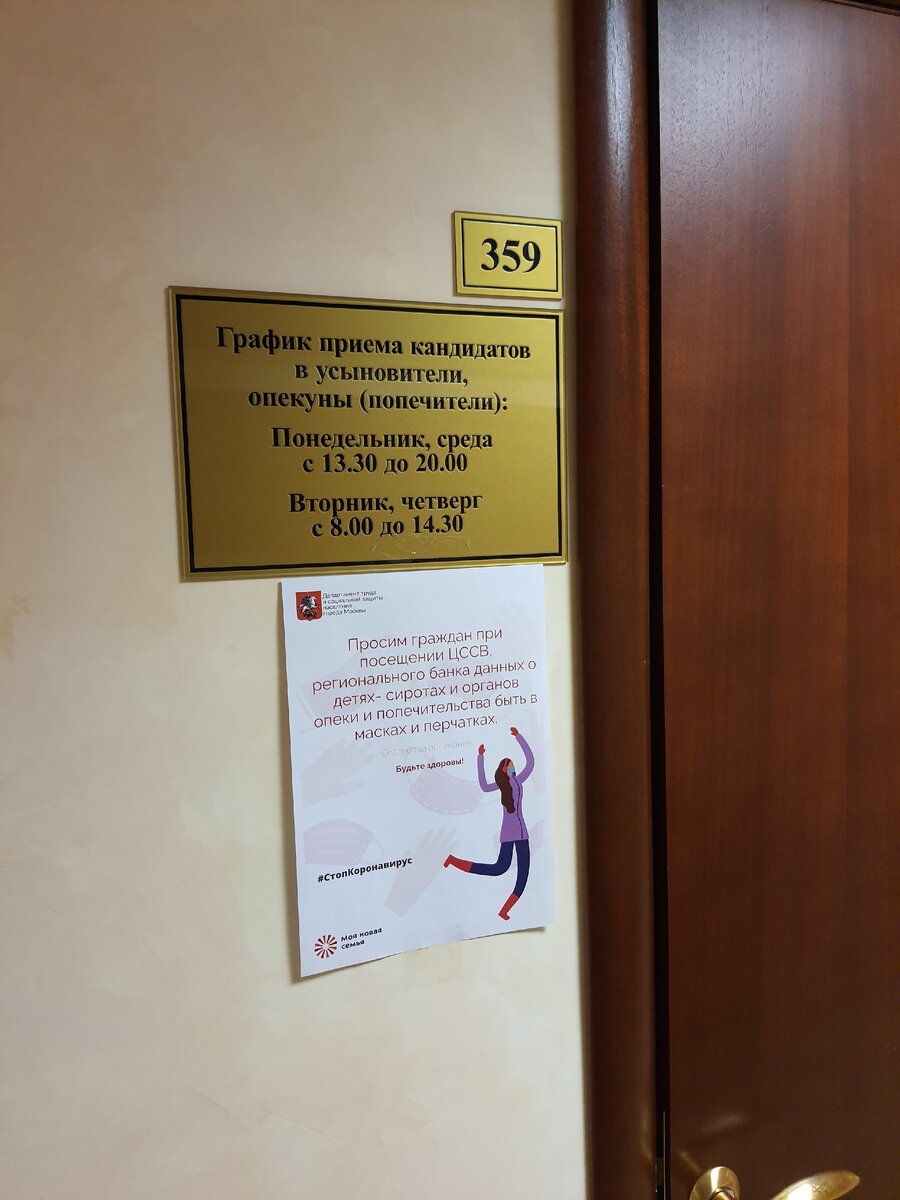 359
График приема кандидатов
в усыновители,
опекуны (попечители):
Понедельник, среда
с 13.30 до 20.00
Вторник, четверг
с 8.00 до 14.30
Департамент труда
и социальной защиты
населения
города Москвы
Просим граждан при
посещении ЦССВ,
регионального банка данных о
детях- сиротах и органов
опеки и попечительства быть в
масках и перчатках.
Спасибо за понимание
Будьте здоровы!
#СтопКоронавирус
Моя новая
семья